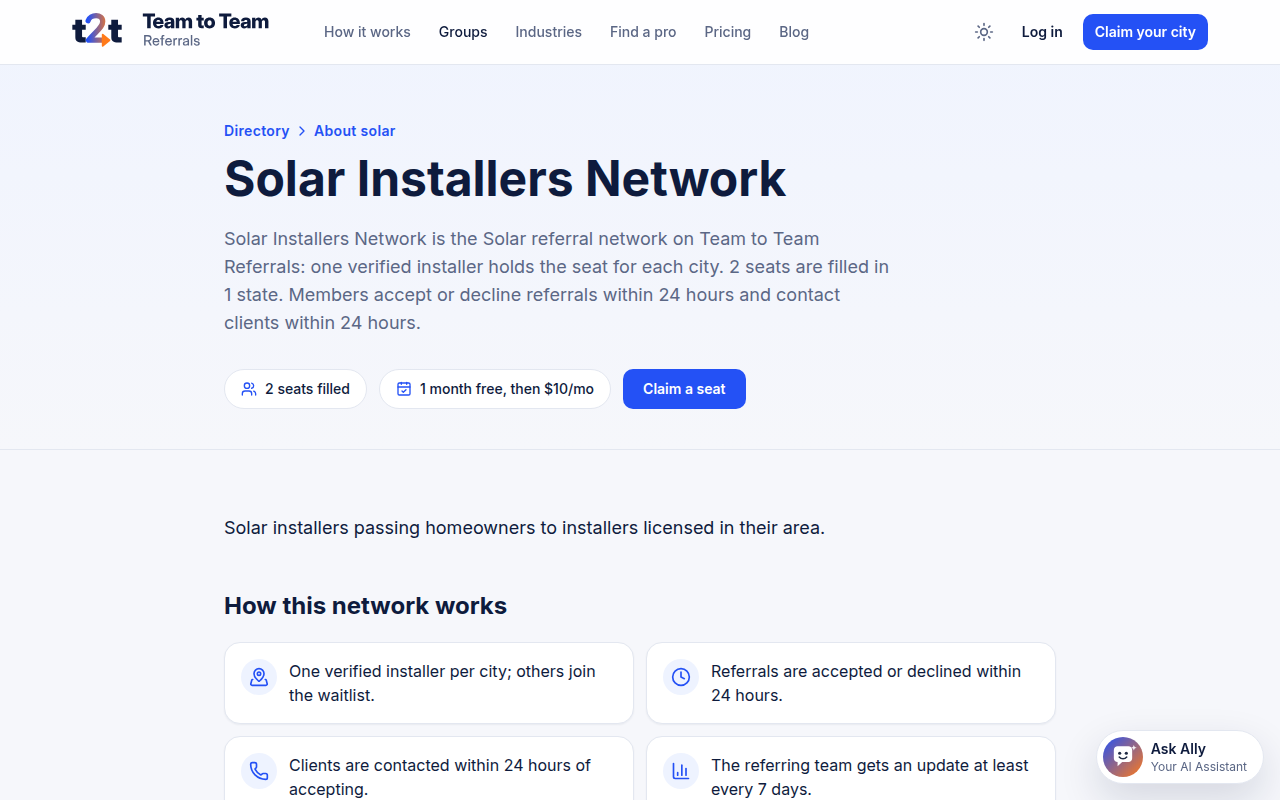 t2t Team to Team
Referrals
How it works
Groups
Industries
Find a pro
Pricing
Blog
Log in
Claim your city
Directory > About solar
Solar Installers Network
Solar Installers Network is the Solar referral network on Team to Team
Referrals: one verified installer holds the seat for each city. 2 seats are filled in
1 state. Members accept or decline referrals within 24 hours and contact
clients within 24 hours.
2 seats filled
1 month free, then $10/mo
Claim a seat
Solar installers passing homeowners to installers licensed in their area.
How this network works
One verified installer per city; others join
the waitlist.
Referrals are accepted or declined within
24 hours.
Clients are contacted within 24 hours of
accepting.
The referring team gets an update at least
every 7 days.
Ask Ally
Your AI Assistant